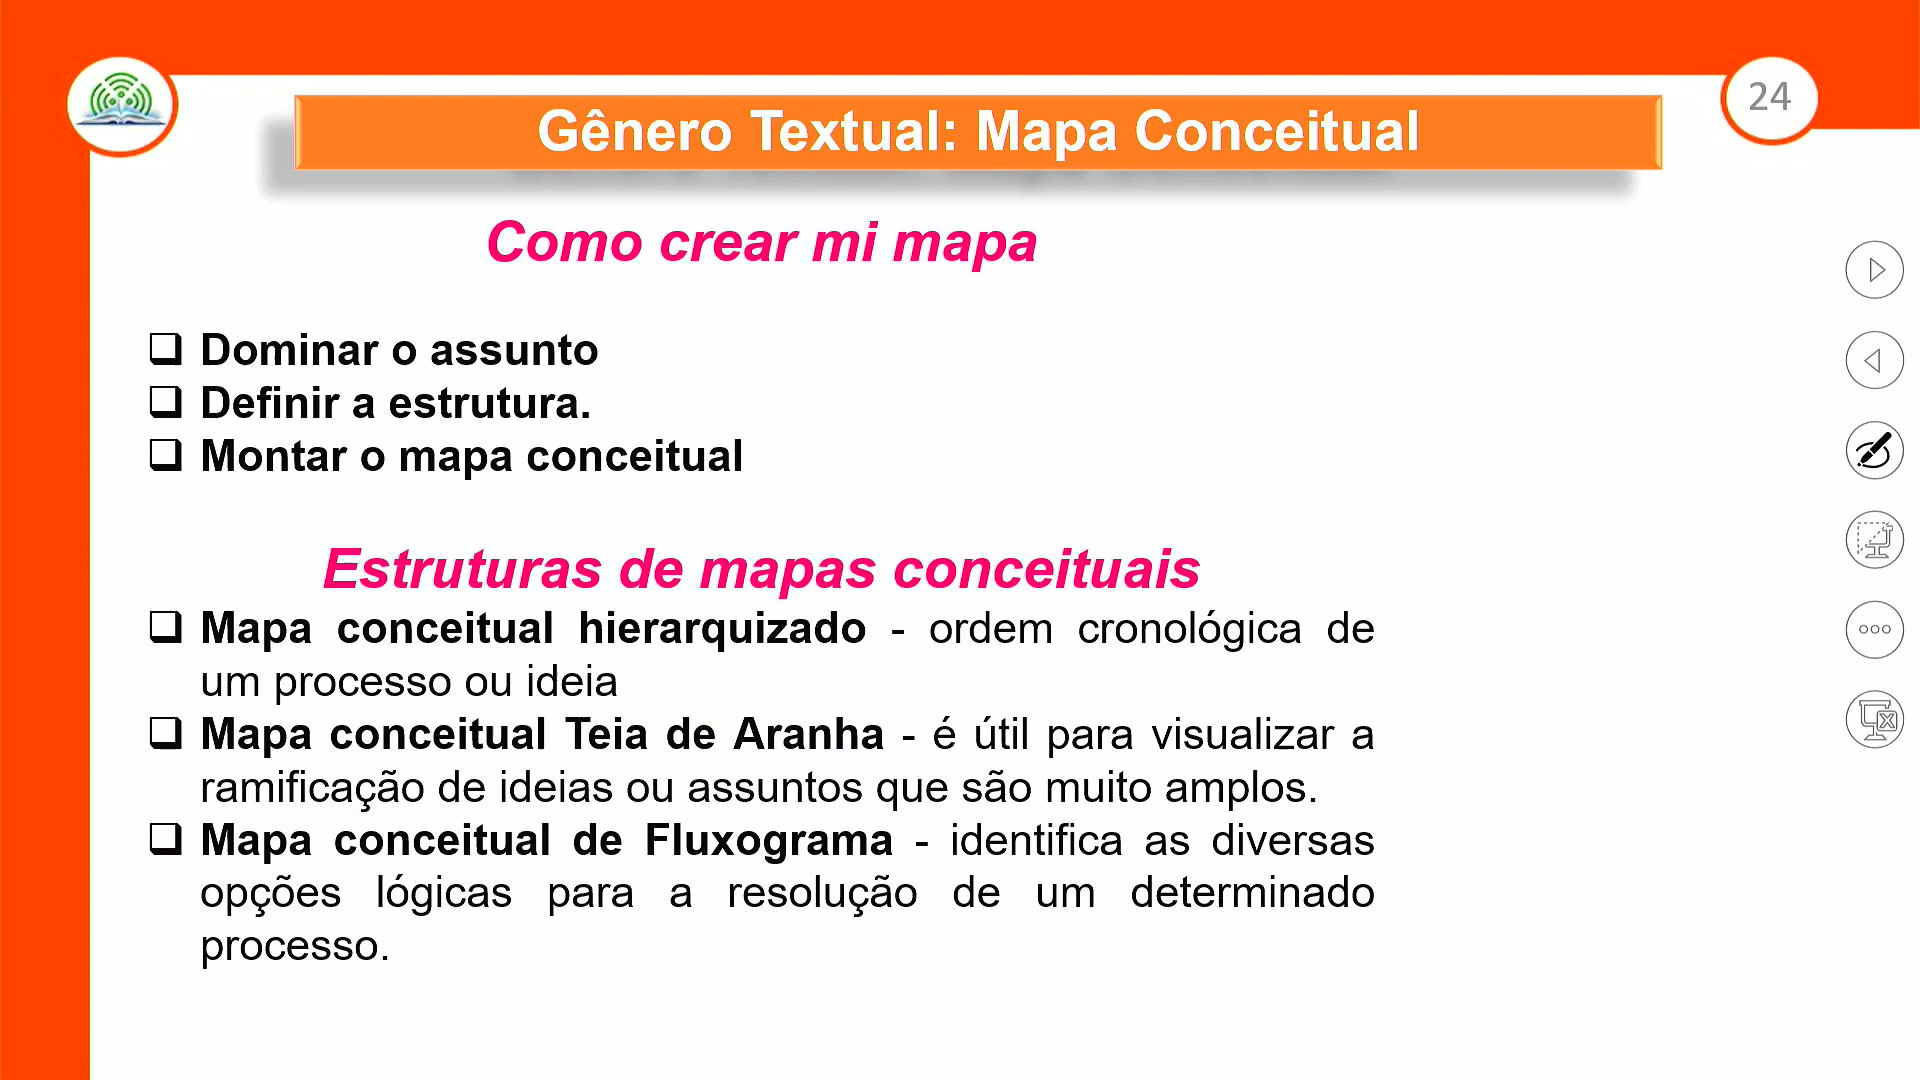 24
Gênero Textual: Mapa Conceitual
Como crear mi mapa
Dominar o assunto
Definir a estrutura.
Montar o mapa conceitual
Estruturas de mapas conceituais
Mapa conceitual hierarquizado - ordem cronológica de
um processo ou ideia
Mapa conceitual Teia de Aranha - é útil para visualizar a
ramificação de ideias ou assuntos que são muito amplos.
Mapa conceitual de Fluxograma - identifica as diversas
opções lógicas para a resolução de um determinado
processo.